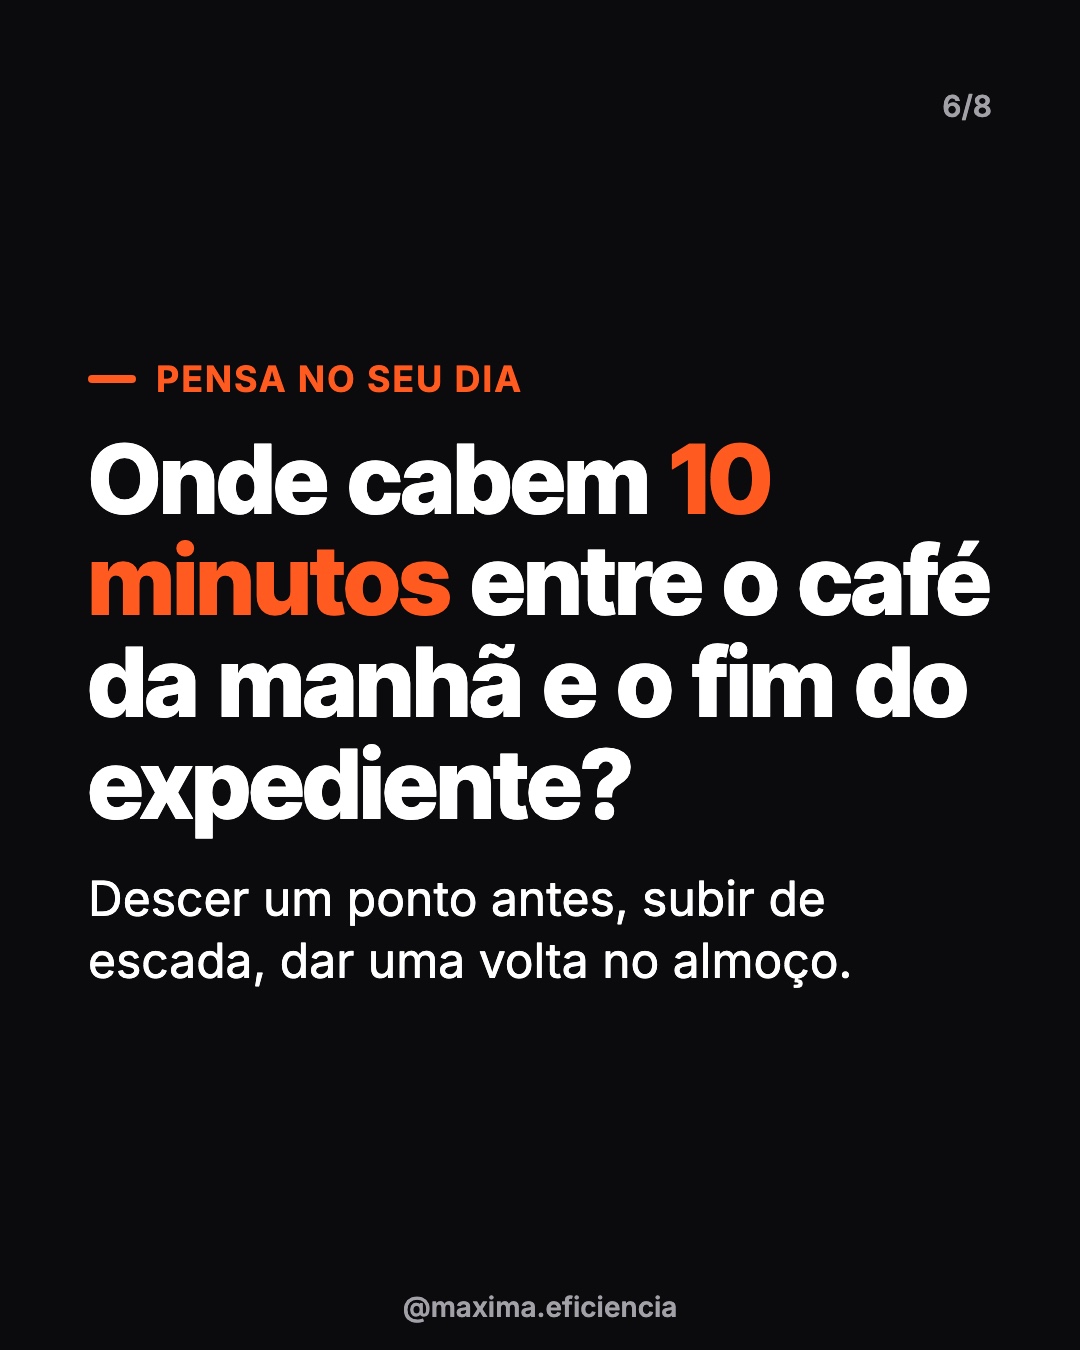 6/8
PENSA NO SEU DIA
Onde cabem 10
minutos entre o café
da manhã e o fim do
expediente?
Descer um ponto antes, subir de
escada, dar uma volta no almoço.
@maxima.eficiencia